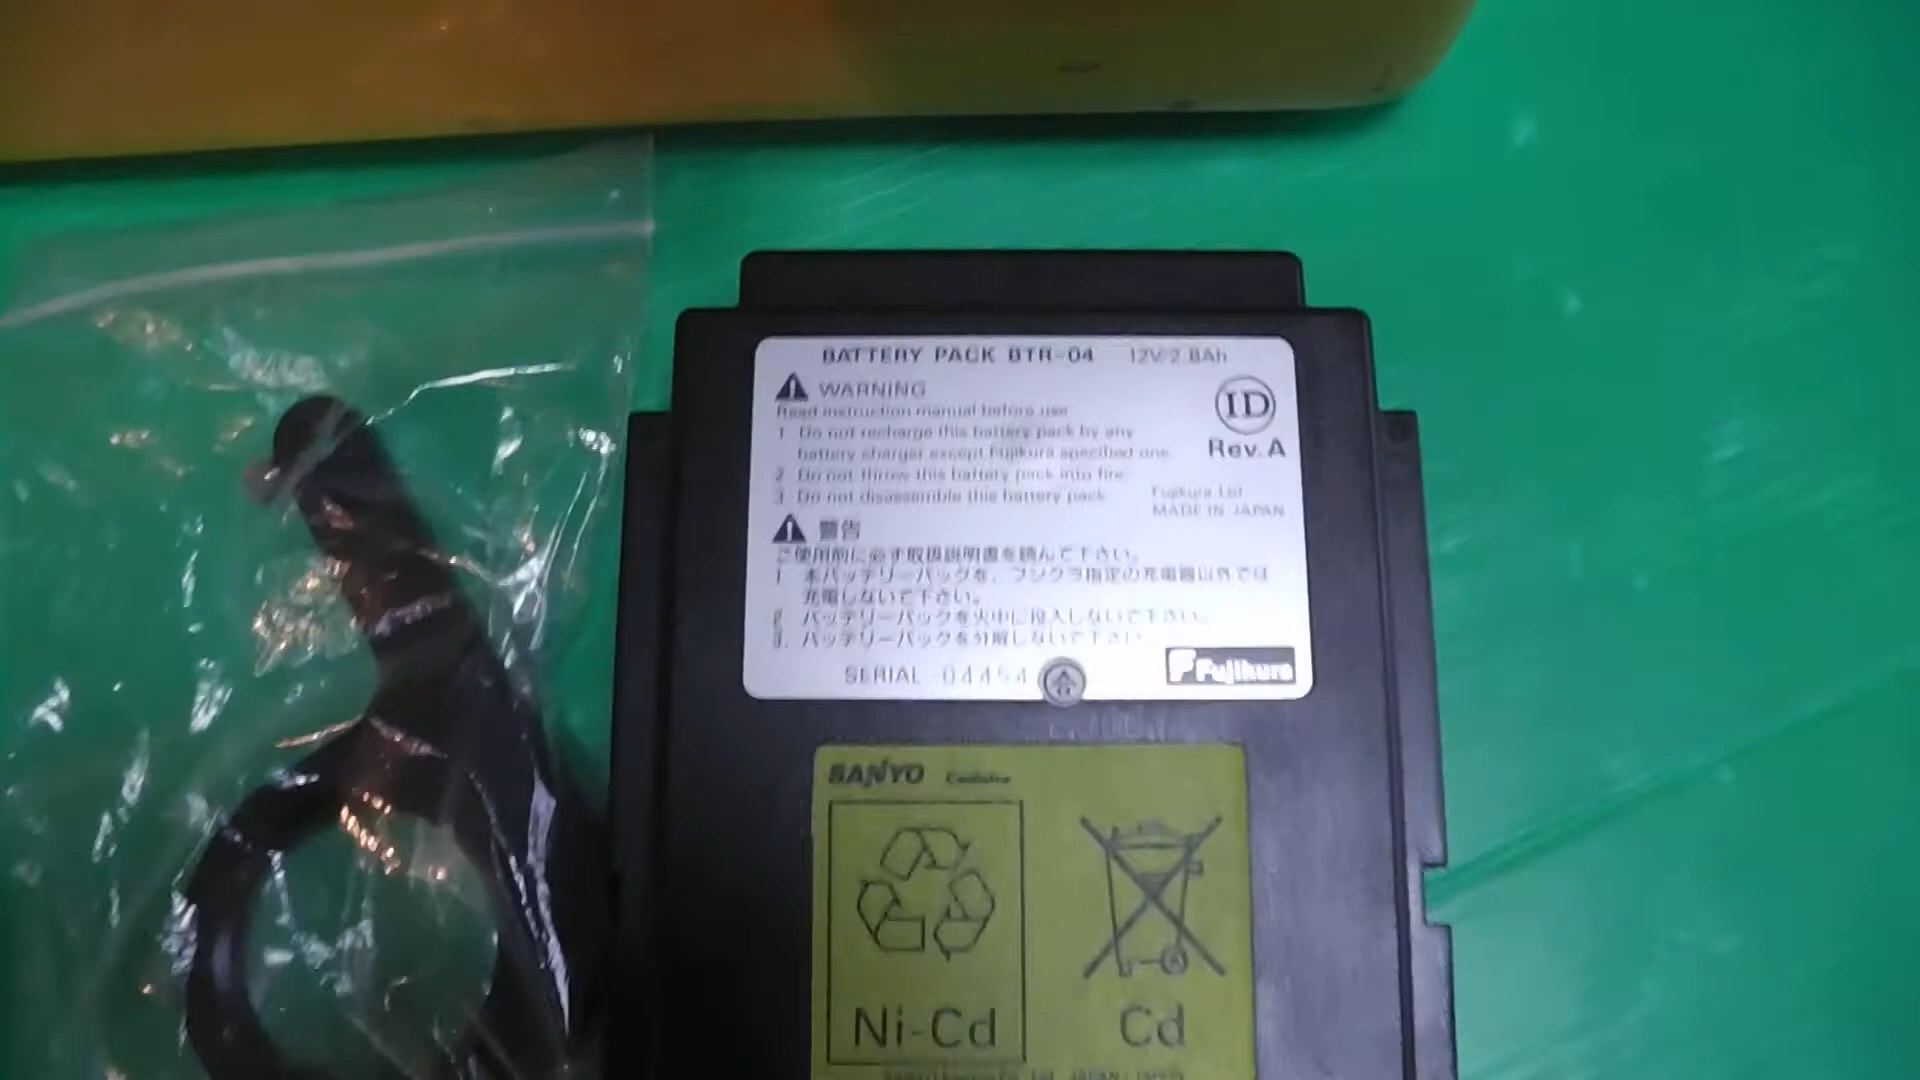 BATTERY PACK BTR-04 12V/2.8Ah
WARNING
Read instruction manual before use
1 Do not recharge this battery pack by any
battery charger except Fujikura specified one
2 Do not throw this battery pack into fire
3 Do not disassemble this battery pack
ID
Rev.A
Fujikura Ltd
MADE IN JAPAN
警告
ご使用前に必ず取扱説明書を読んで下さい。
1. 本バッテリーパックを、フジクラ指定の充電器以外では
充電しないで下さい。
2. バッテリーパックを火中に投入しないで下さい。
3. バッテリーパックを分解しないで下さい
SERIAL 04454
Fujikura
SANYO Cadnica
Ni-Cd
Cd